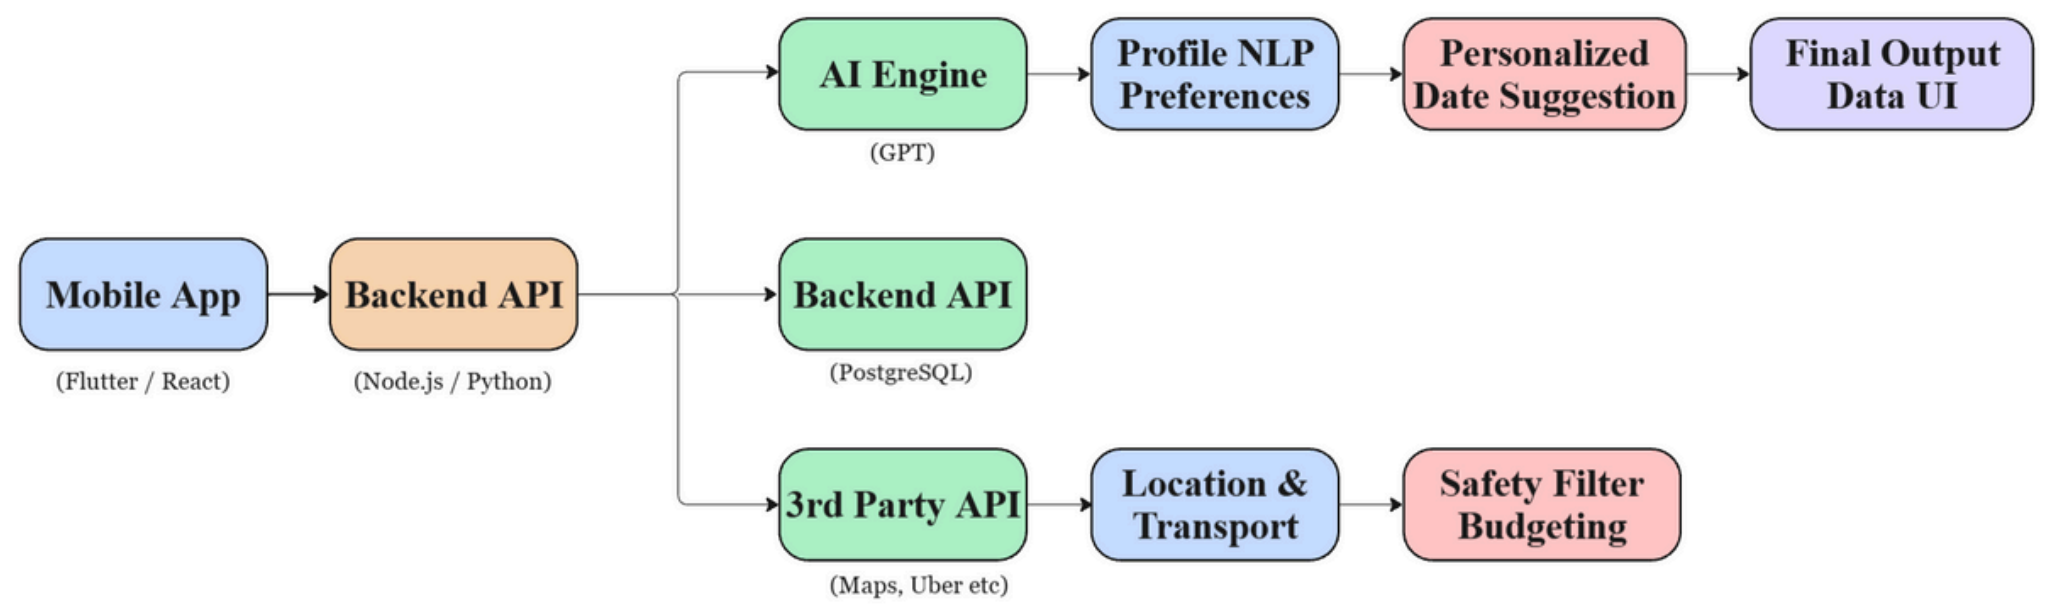 AI Engine
(GPT)
Profile NLP
Preferences
Personalized
Date Suggestion
Final Output
Data UI
Mobile App
(Flutter / React)
Backend API
(Node.js / Python)
Backend API
(PostgreSQL)
3rd Party API
(Maps, Uber etc)
Location &
Transport
Safety Filter
Budgeting